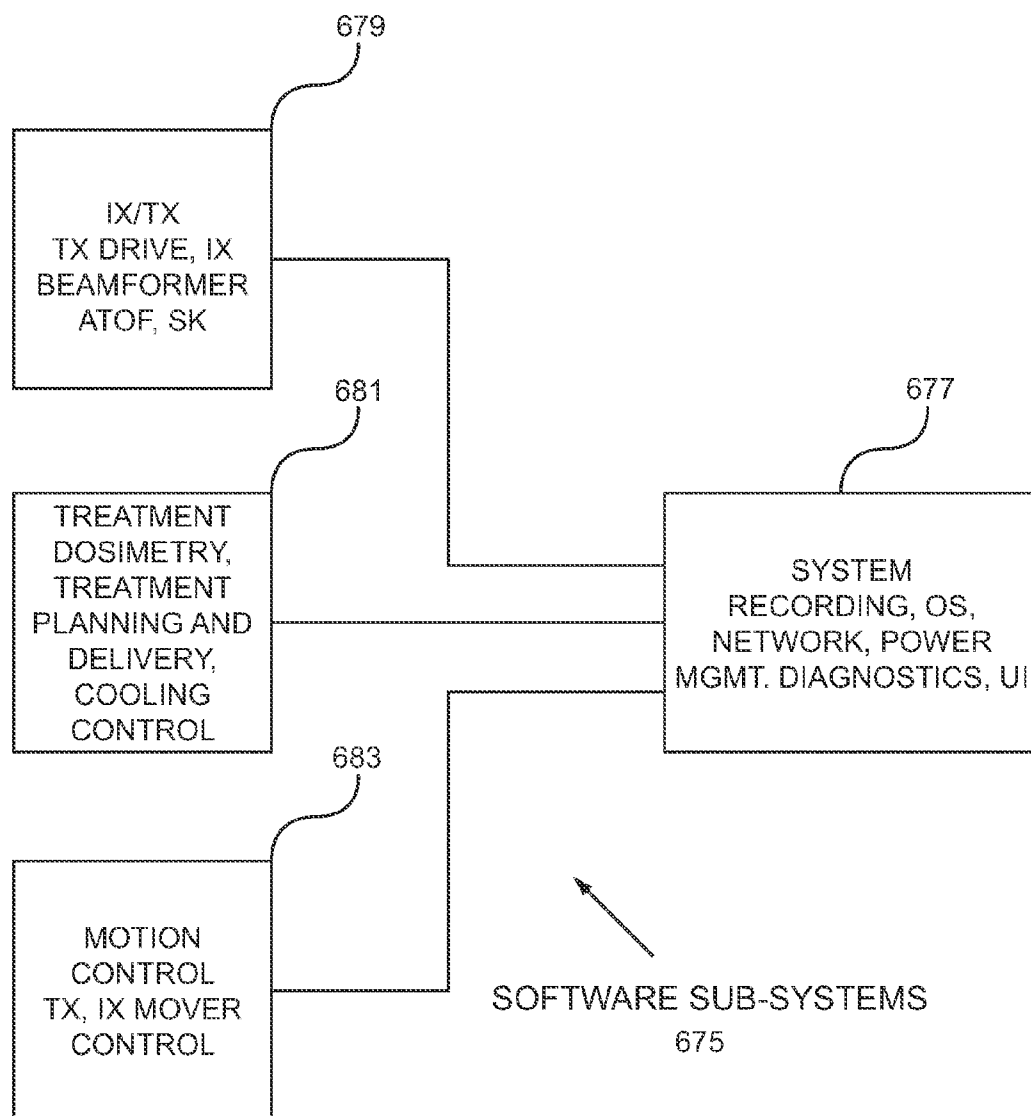 679
IX/TX
TX DRIVE, IX
BEAMFORMER
ATOF, SK
681
TREATMENT
DOSIMETRY,
TREATMENT
PLANNING AND
DELIVERY,
COOLING
CONTROL
677
SYSTEM
RECORDING, OS,
NETWORK, POWER
MGMT. DIAGNOSTICS, UI
683
MOTION
CONTROL
TX, IX MOVER
CONTROL
SOFTWARE SUB-SYSTEMS
675